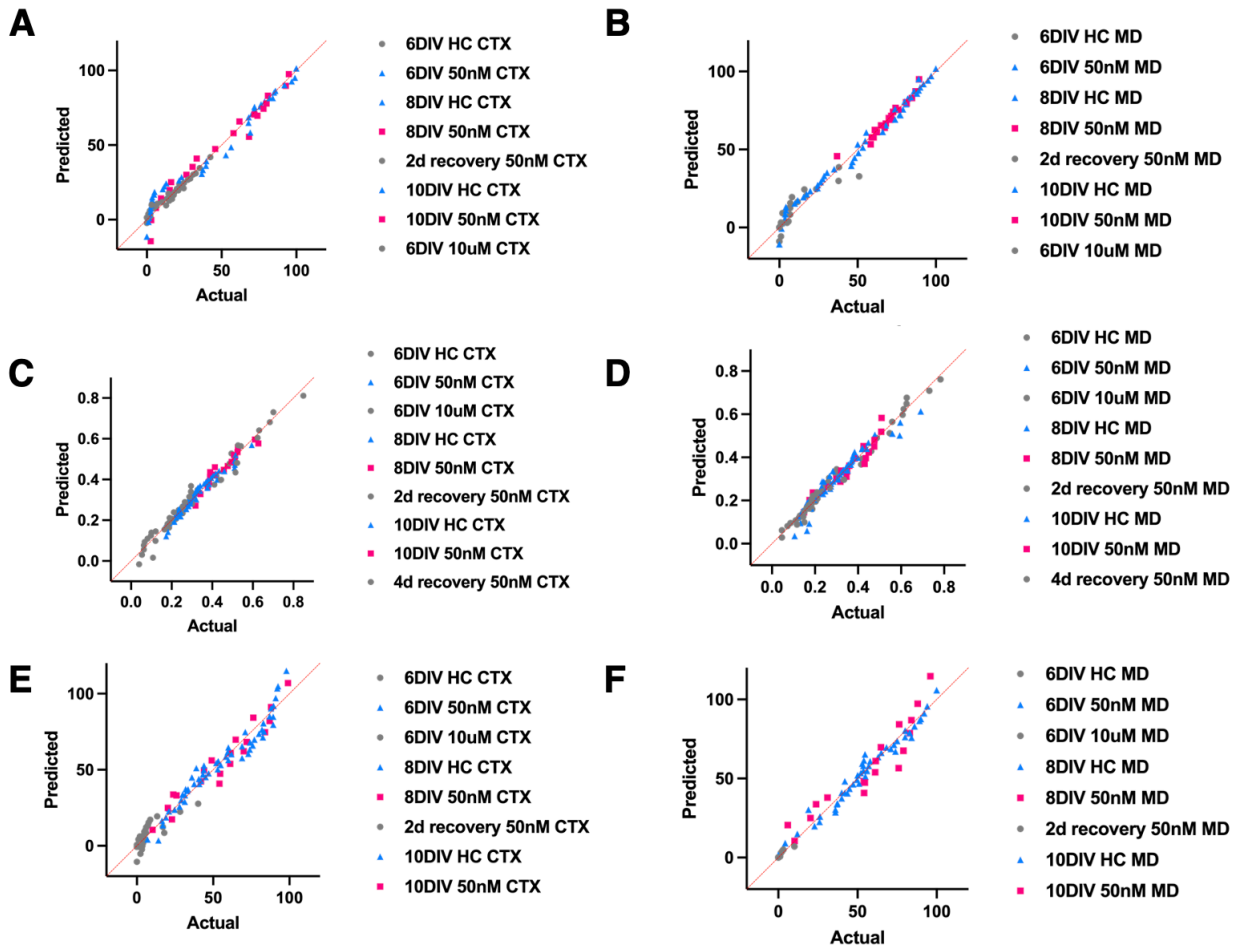 A
100
50
0
0
50
100
Predicted
Actual
6DIV HC CTX
6DIV 50nM CTX
8DIV HC CTX
8DIV 50nM CTX
2d recovery 50nM CTX
10DIV HC CTX
10DIV 50nM CTX
6DIV 10uM CTX
B
100
50
0
0
50
100
Predicted
Actual
6DIV HC MD
6DIV 50nM MD
8DIV HC MD
8DIV 50nM MD
2d recovery 50nM MD
10DIV HC MD
10DIV 50nM MD
6DIV 10uM MD
C
0.8
0.6
0.4
0.2
0.0
0.0
0.2
0.4
0.6
0.8
Predicted
Actual
6DIV HC CTX
6DIV 50nM CTX
6DIV 10uM CTX
8DIV HC CTX
8DIV 50nM CTX
2d recovery 50nM CTX
10DIV HC CTX
10DIV 50nM CTX
4d recovery 50nM CTX
D
0.8
0.6
0.4
0.2
0.0
0.0
0.2
0.4
0.6
0.8
Predicted
Actual
6DIV HC MD
6DIV 50nM MD
6DIV 10uM MD
8DIV HC MD
8DIV 50nM MD
2d recovery 50nM MD
10DIV HC MD
10DIV 50nM MD
4d recovery 50nM MD
E
100
50
0
0
50
100
Predicted
Actual
6DIV HC CTX
6DIV 50nM CTX
6DIV 10uM CTX
8DIV HC CTX
8DIV 50nM CTX
2d recovery 50nM CTX
10DIV HC CTX
10DIV 50nM CTX
F
100
50
0
0
50
100
Predicted
Actual
6DIV HC MD
6DIV 50nM MD
6DIV 10uM MD
8DIV HC MD
8DIV 50nM MD
2d recovery 50nM MD
10DIV HC MD
10DIV 50nM MD